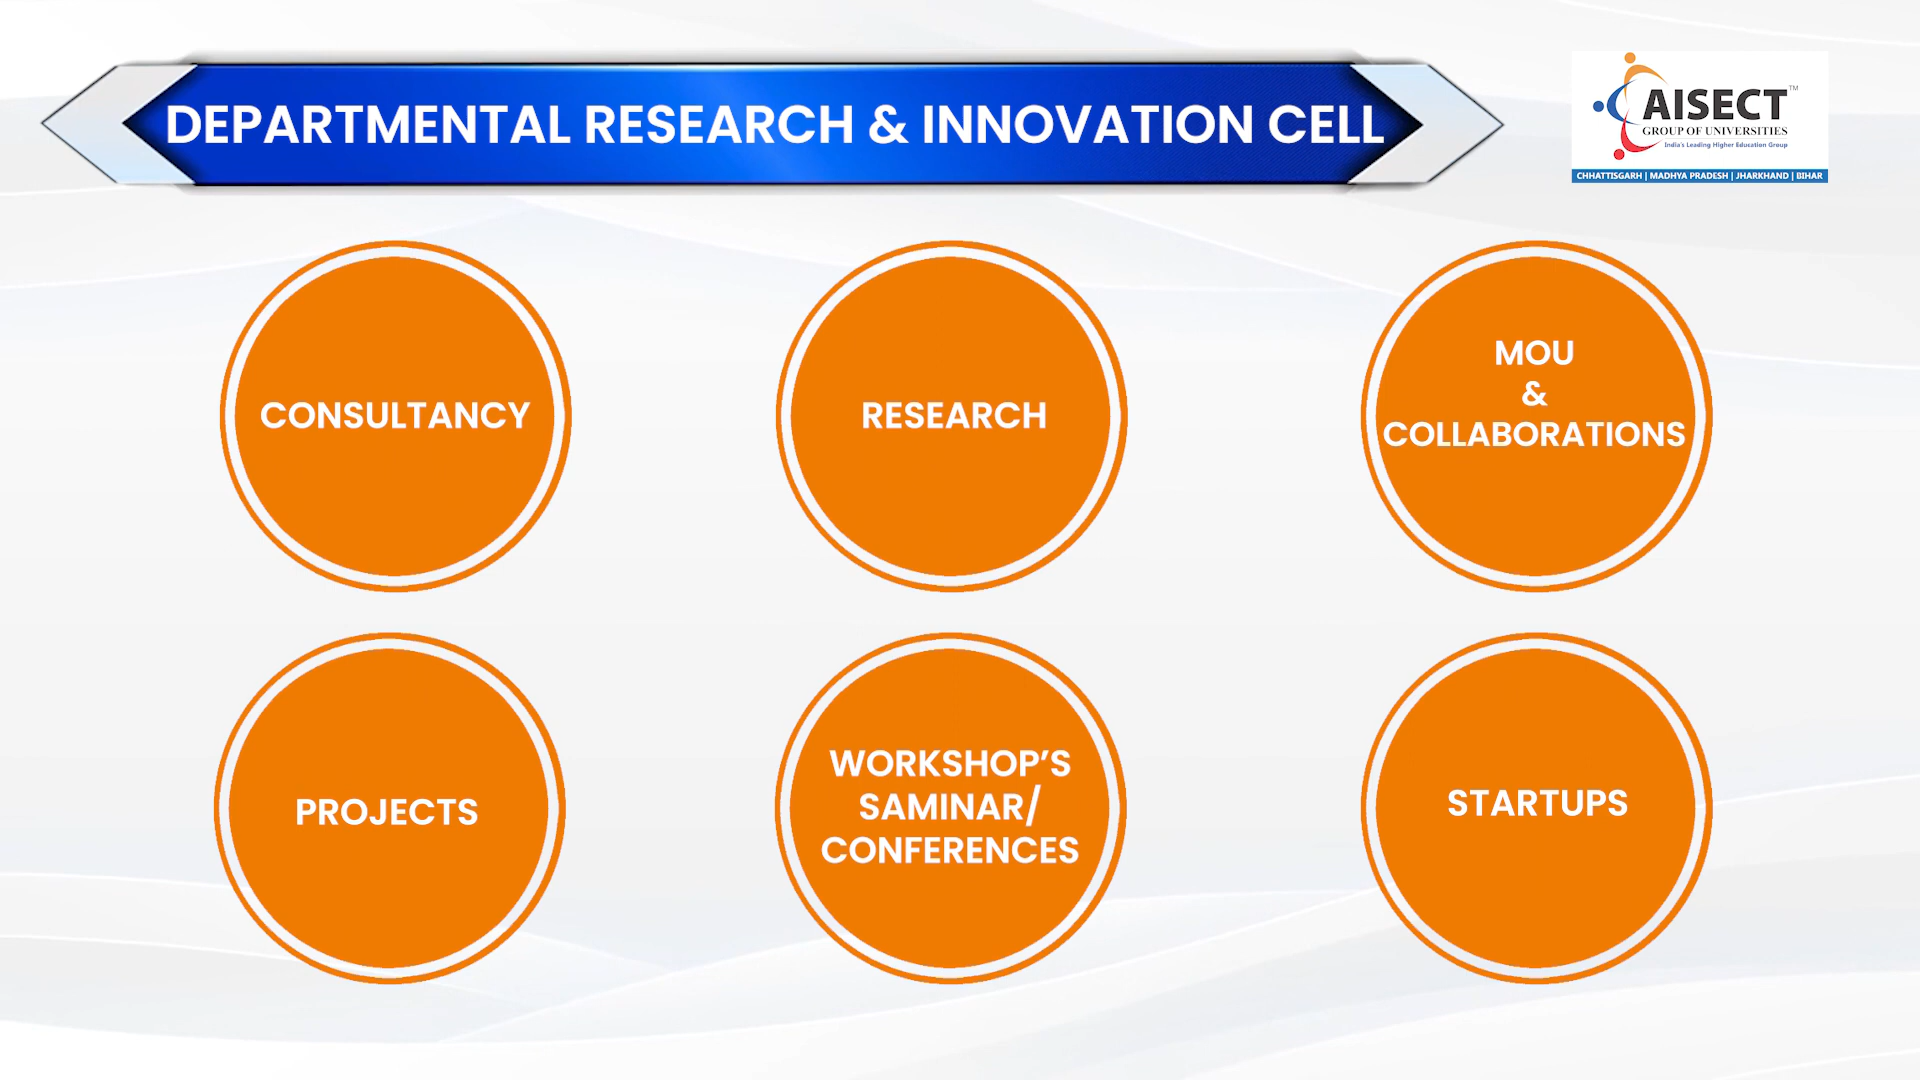 DEPARTMENTAL RESEARCH & INNOVATION CELL
AISECT™
GROUP OF UNIVERSITIES
India's Leading Higher Education Group
CHHATTISGARH | MADHYA PRADESH | JHARKHAND | BIHAR
CONSULTANCY
RESEARCH
MOU
&
COLLABORATIONS
PROJECTS
WORKSHOP’S
SAMINAR/
CONFERENCES
STARTUPS